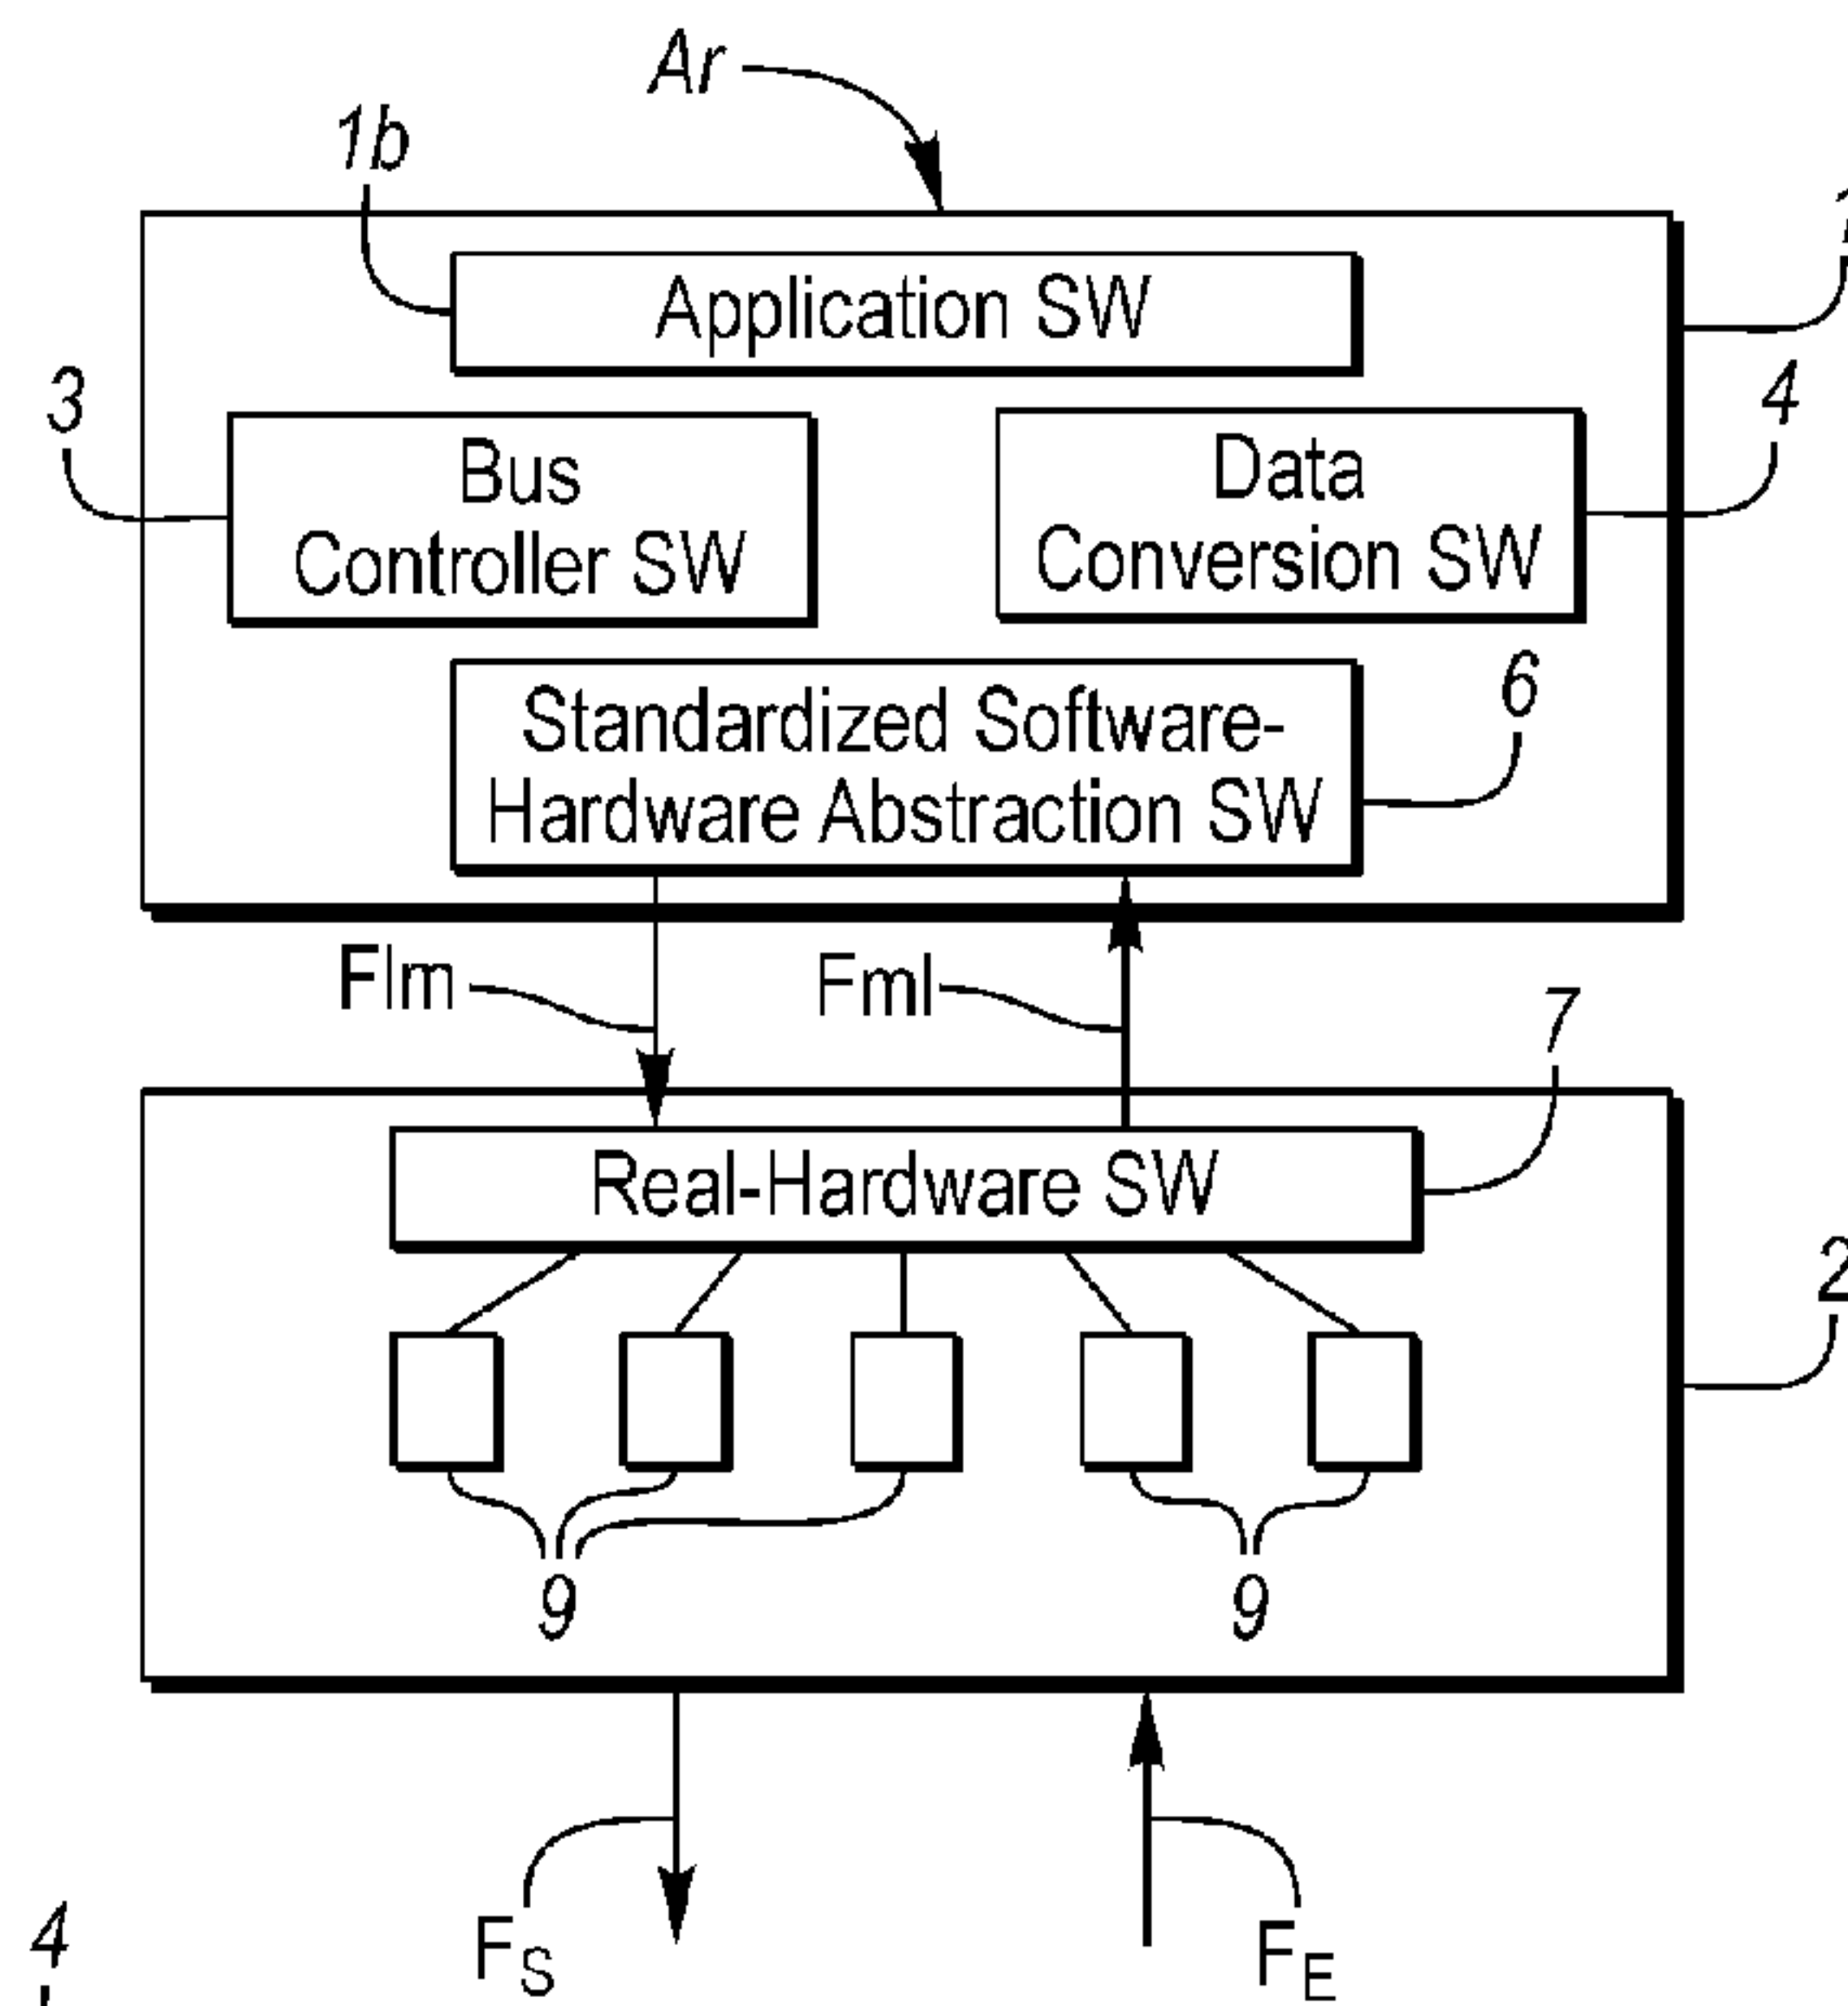 Ar
1b
Application SW
3
4
Bus
Controller SW
Data
Conversion SW
6
Standardized Software-
Hardware Abstraction SW
Flm
Fml
7
Real-Hardware SW
2
9
9
FS
FE
4